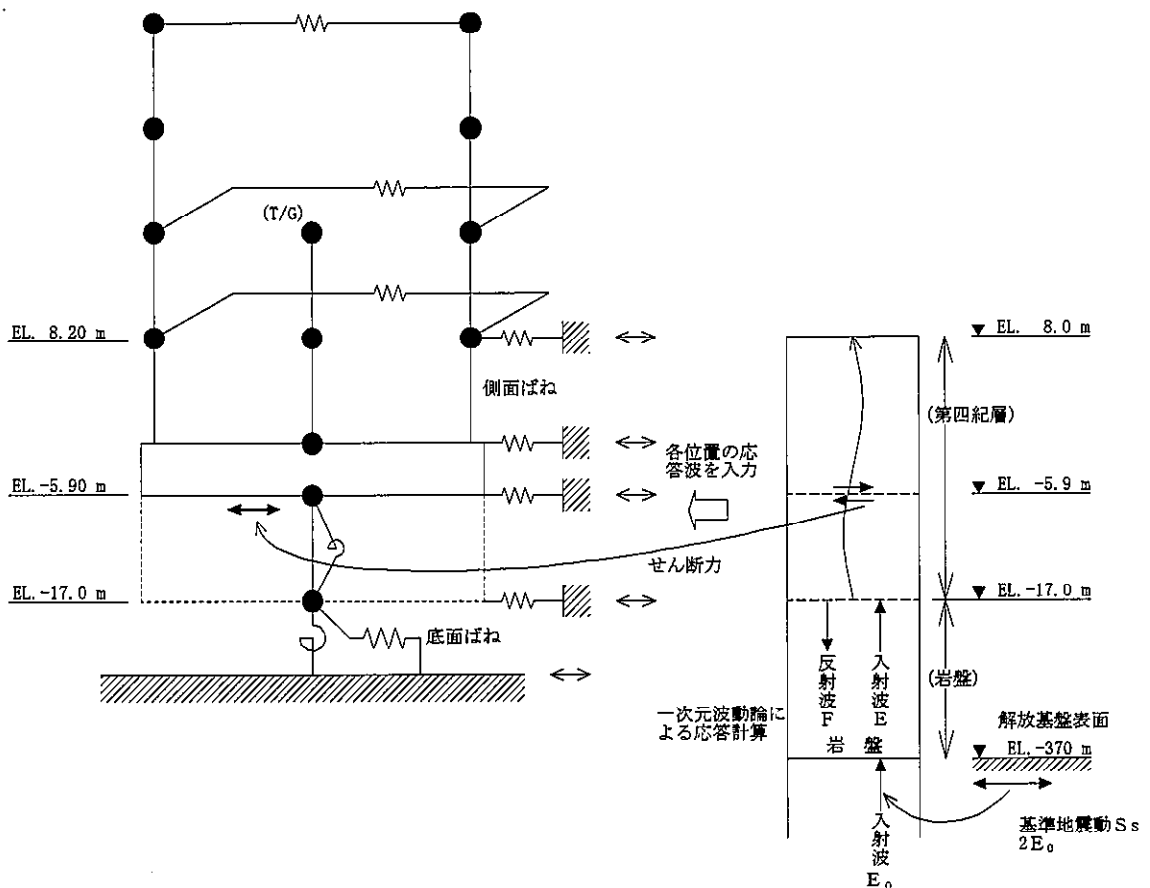 (T/G)
EL. 8.20 m
側面ばね
EL.-5.90 m
EL.-17.0 m
底面ばね
各位置の応
答波を入力
せん断力
一次元波動論に
よる応答計算
▼ EL. 8.0 m
(第四紀層)
▼ EL. -5.9 m
▼ EL.-17.0 m
反射波F
入射波E
(岩盤)
岩 盤
解放基盤表面
▼ EL.-370 m
入射波E₀
基準地震動Ss
2E₀